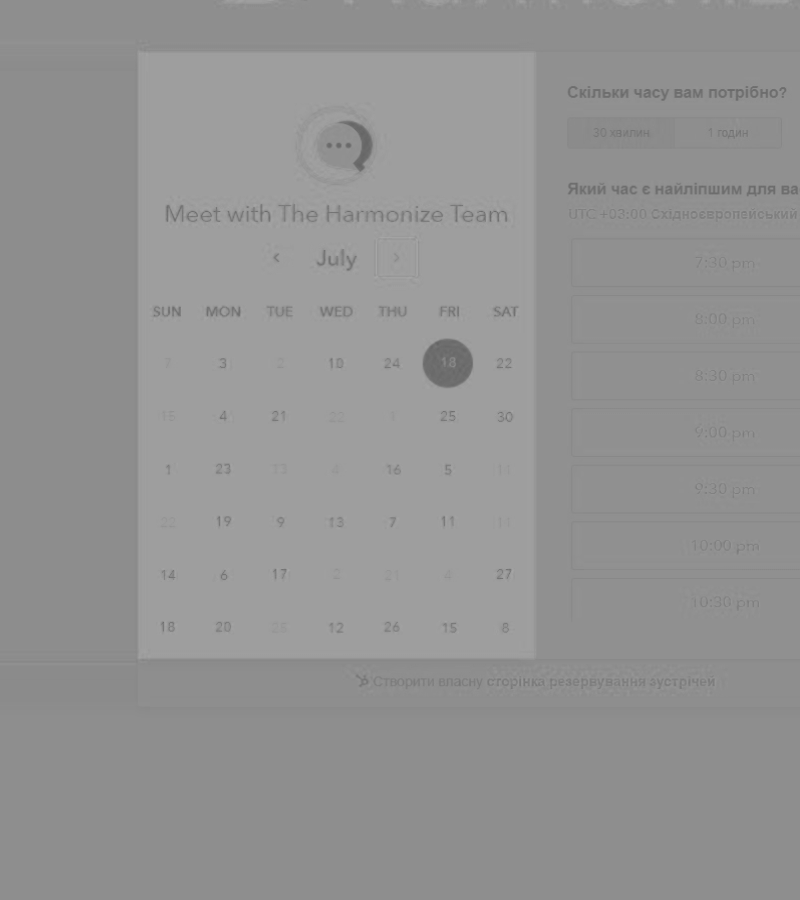 Meet with The Harmonize Team
July
SUN MON TUE WED THU FRI SAT
7 3 2 10 24 18 22
15 4 21 22 1 25 30
1 23 13 4 16 5 11
22 19 9 13 7 11 11
14 6 17 2 21 4 27
18 20 28 12 26 15 8
Скільки часу вам потрібно?
30 хвилин 1 годин
Який час є найліпшим для ва
UTC +03:00 Східноєвропейський
7:30 pm
8:00 pm
8:30 pm
9:00 pm
9:30 pm
10:00 pm
10:30 pm
Створити власну сторінка резервування зустрічей